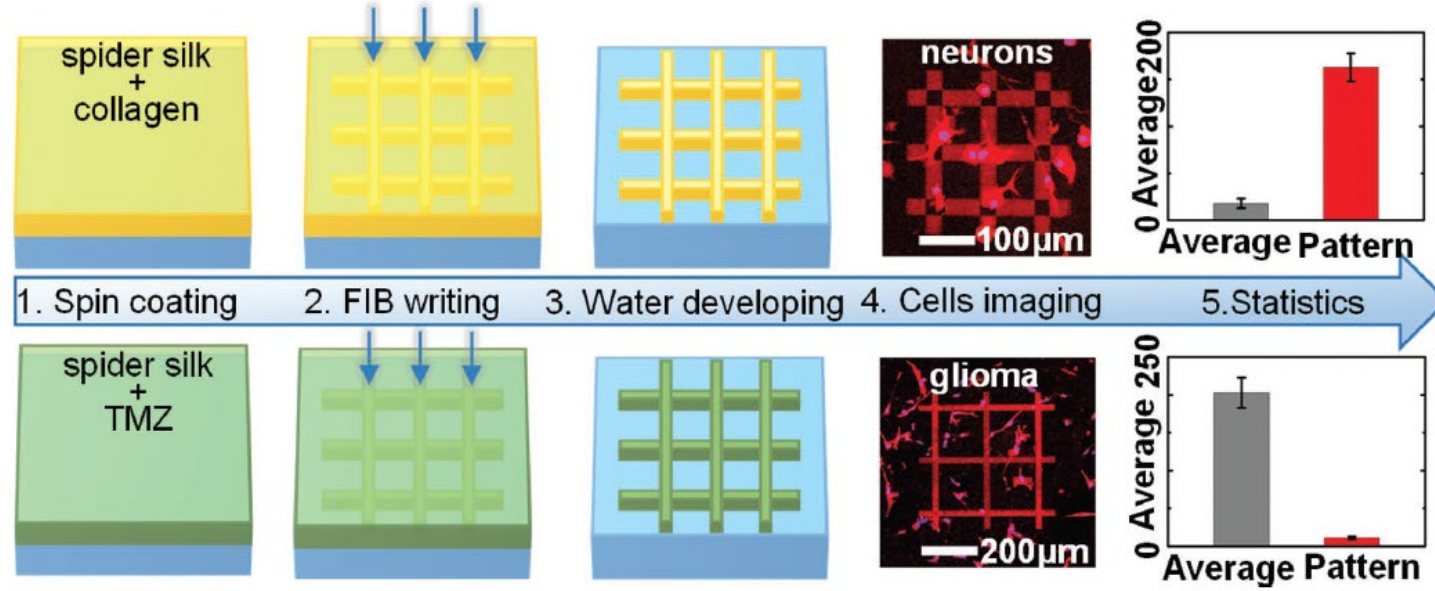 spider silk
+
collagen
neurons
100μm
0 Average200
Average Pattern
1. Spin coating
2. FIB writing
3. Water developing
4. Cells imaging
5.Statistics
spider silk
+
TMZ
glioma
200μm
0 Average 250
Average Pattern